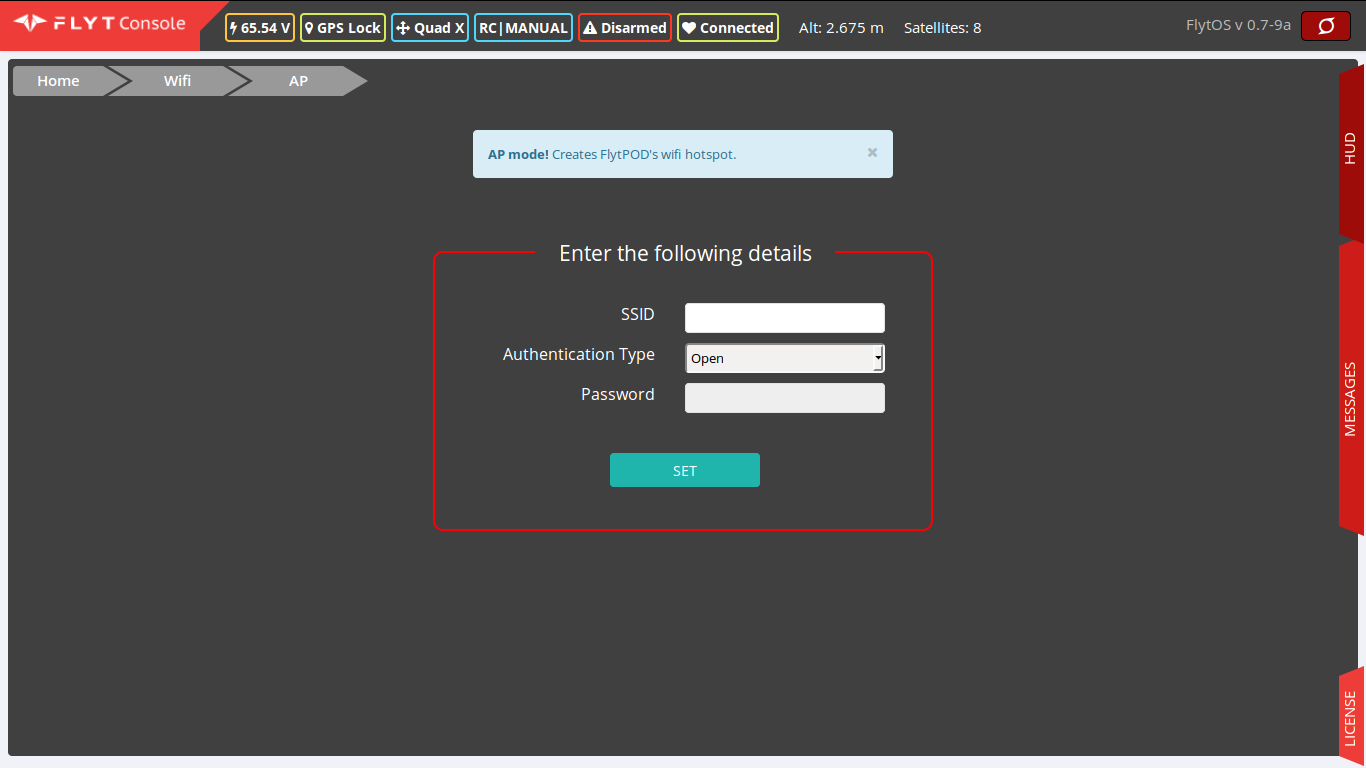 FLYT Console
65.54 V GPS Lock Quad X RC|MANUAL Disarmed Connected Alt: 2.675 m Satellites: 8 FlytOS v 0.7-9a
Home Wifi AP
AP mode! Creates FlytPOD's wifi hotspot. ×
Enter the following details
SSID
Authentication Type Open
Password
SET
HUD
MESSAGES
LICENSE